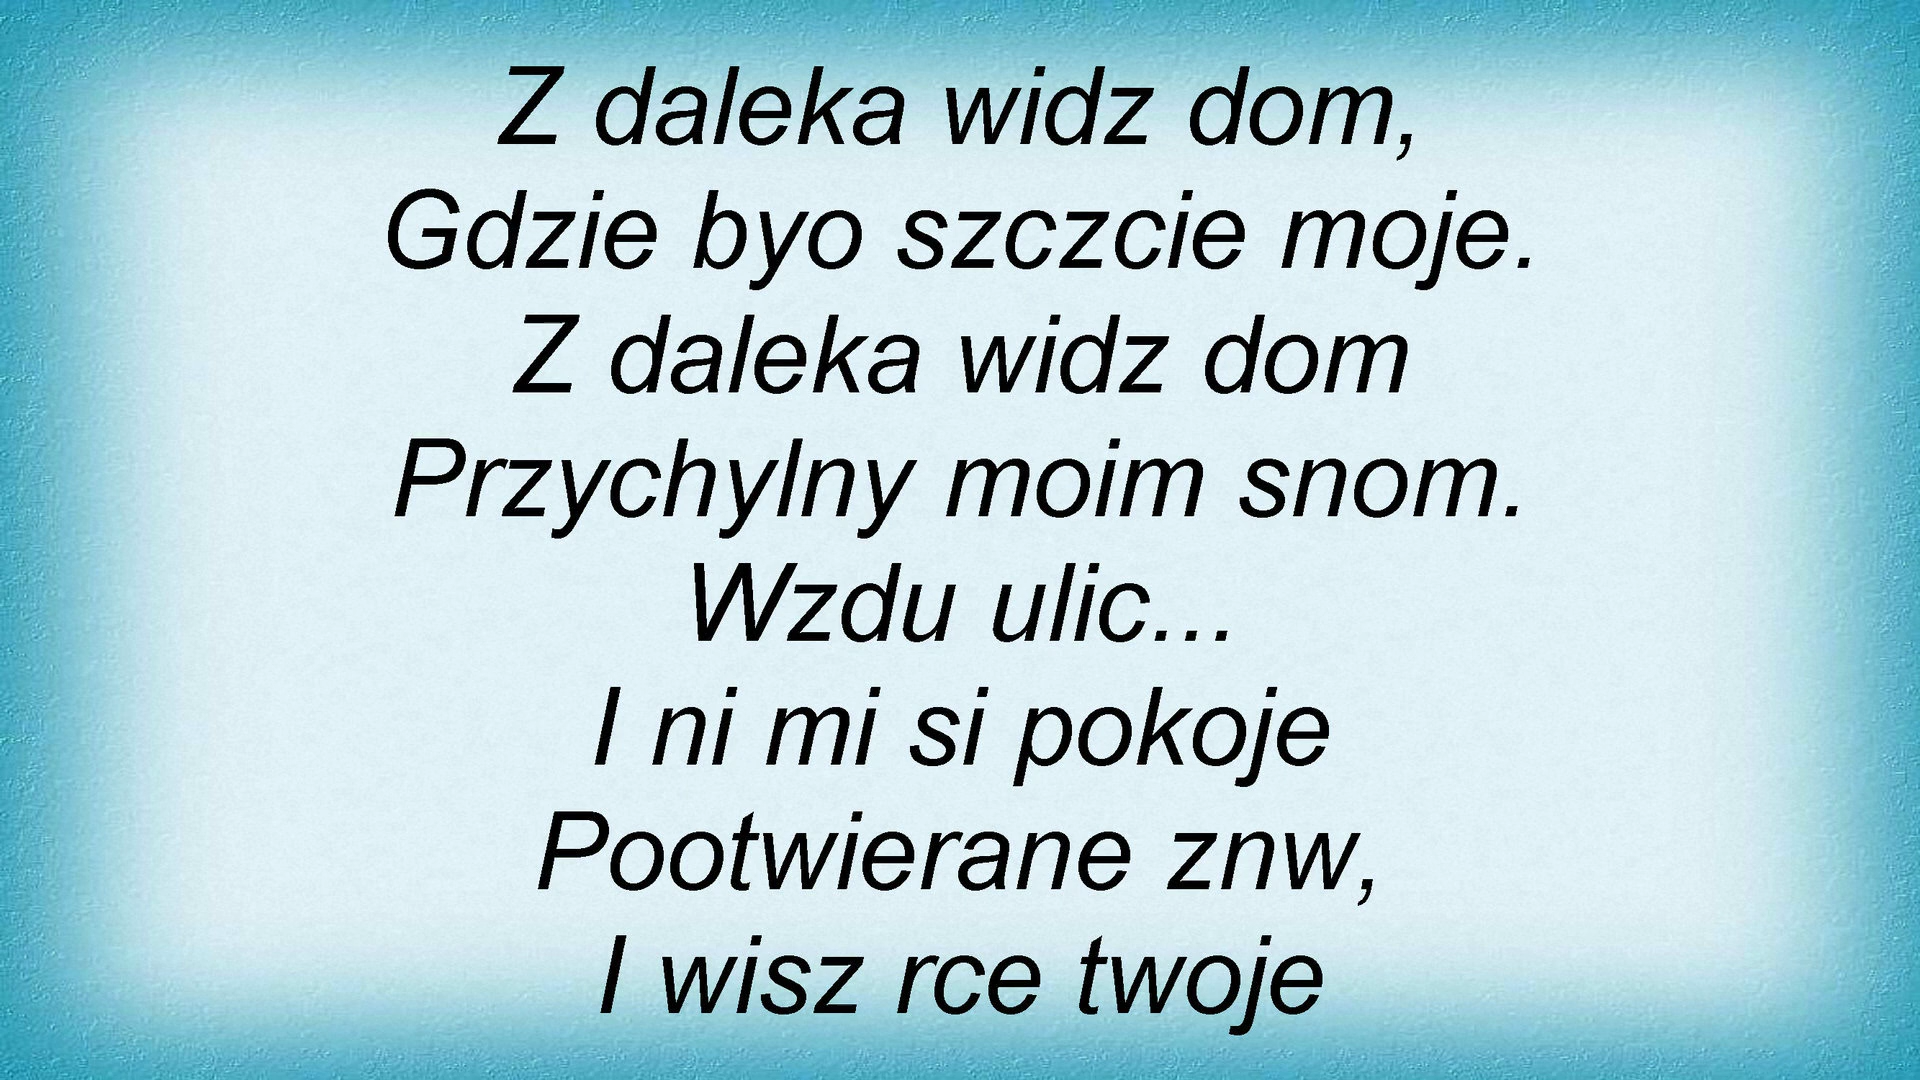 Z daleka widz dom,
Gdzie byo szczcie moje.
Z daleka widz dom
Przychylny moim snom.
Wzdu ulic...
I ni mi si pokoje
Pootwierane znw,
I wisz rce twoje